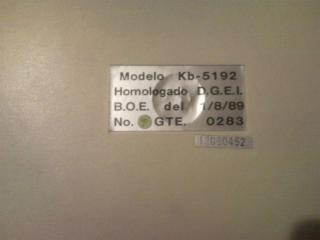 Modelo Kb-5192
Homologado D.G.E.I.
B.O.E. del 1/8/89
No. GTE. 0283